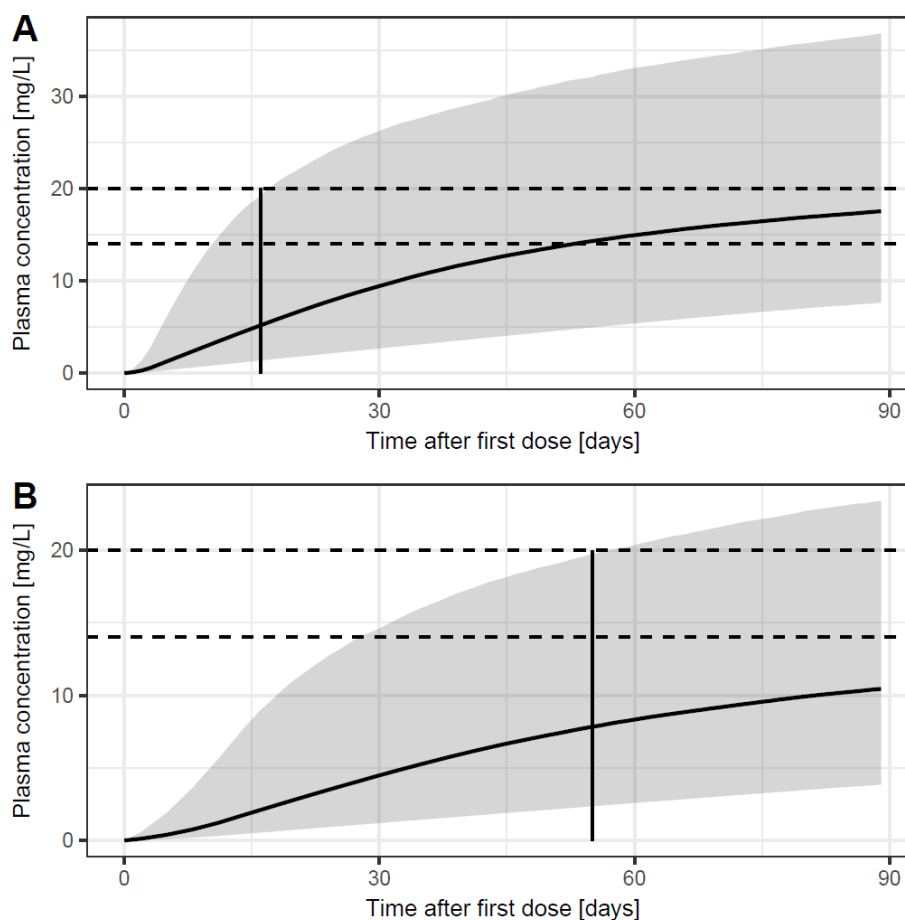 A
Plasma concentration [mg/L]
30
20
10
0
0 30 60 90
Time after first dose [days]
B
Plasma concentration [mg/L]
20
10
0
0 30 60 90
Time after first dose [days]